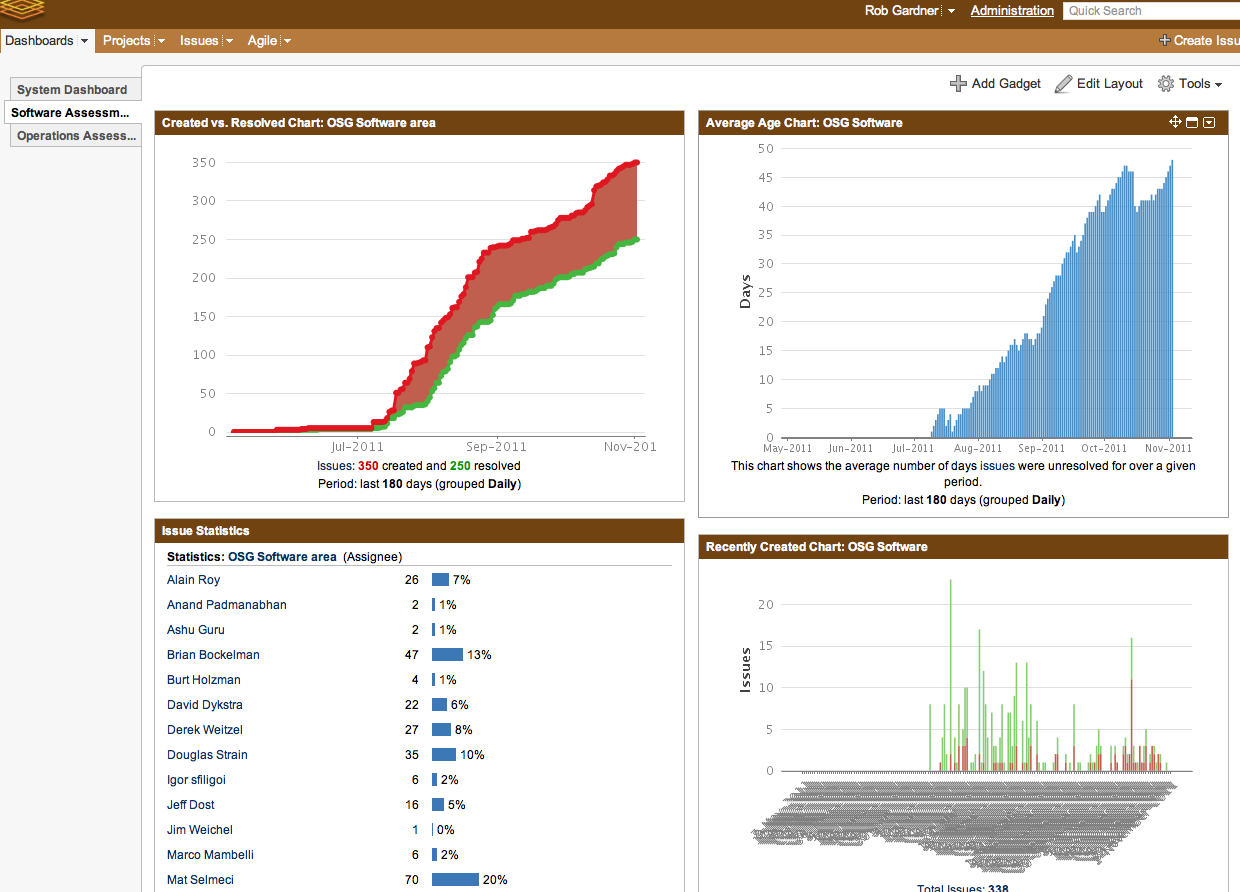 Rob Gardner
Administration
Quick Search
Dashboards
Projects
Issues
Agile
Create Issu
System Dashboard
Software Assessm...
Operations Assess...
Add Gadget
Edit Layout
Tools
Created vs. Resolved Chart: OSG Software area
350
300
250
200
150
100
50
0
Jul-2011
Sep-2011
Nov-201
Issues: 350 created and 250 resolved
Period: last 180 days (grouped Daily)
Average Age Chart: OSG Software
50
45
40
35
30
25
20
15
10
5
0
Days
May-2011
Jun-2011
Jul-2011
Aug-2011
Sep-2011
Oct-2011
Nov-2011
This chart shows the average number of days issues were unresolved for over a given
period.
Period: last 180 days (grouped Daily)
Issue Statistics
Statistics: OSG Software area (Assignee)
Alain Roy 26 7%
Anand Padmanabhan 2 1%
Ashu Guru 2 1%
Brian Bockelman 47 13%
Burt Holzman 4 1%
David Dykstra 22 6%
Derek Weitzel 27 8%
Douglas Strain 35 10%
Igor sfiligoi 6 2%
Jeff Dost 16 5%
Jim Weichel 1 0%
Marco Mambelli 6 2%
Mat Selmeci 70 20%
Recently Created Chart: OSG Software
20
15
10
5
0
Issues
Total Issues: 338